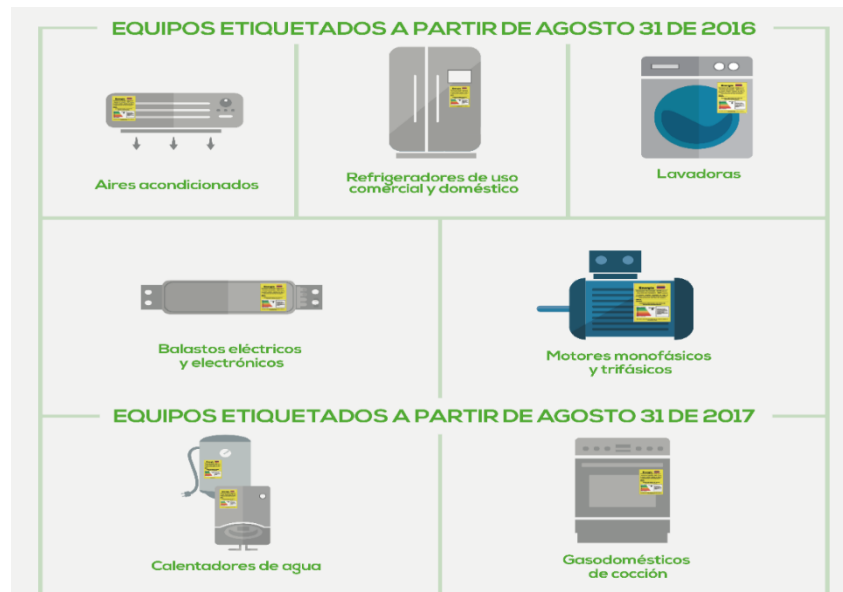 EQUIPOS ETIQUETADOS A PARTIR DE AGOSTO 31 DE 2016
Aires acondicionados
Refrigeradores de uso
comercial y doméstico
Lavadoras
Balastos eléctricos
y electrónicos
Motores monofásicos
y trifásicos
EQUIPOS ETIQUETADOS A PARTIR DE AGOSTO 31 DE 2017
Calentadores de agua
Gasodomésticos
de cocción